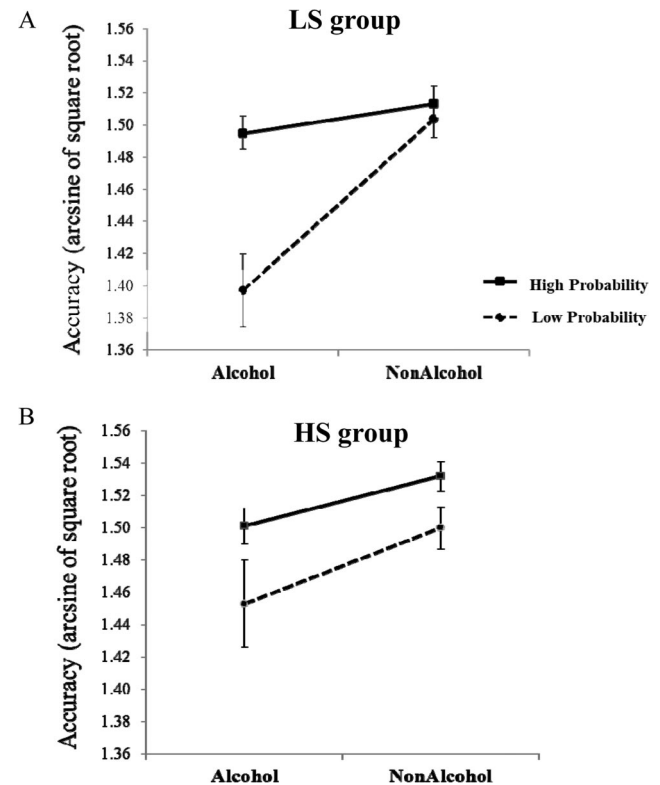 A
LS group
Accuracy (arcsine of square root)
1.56
1.54
1.52
1.50
1.48
1.46
1.44
1.42
1.40
1.38
1.36
Alcohol NonAlcohol
High Probability
Low Probability
B
HS group
Accuracy (arcsine of square root)
1.56
1.54
1.52
1.50
1.48
1.46
1.44
1.42
1.40
1.38
1.36
Alcohol NonAlcohol